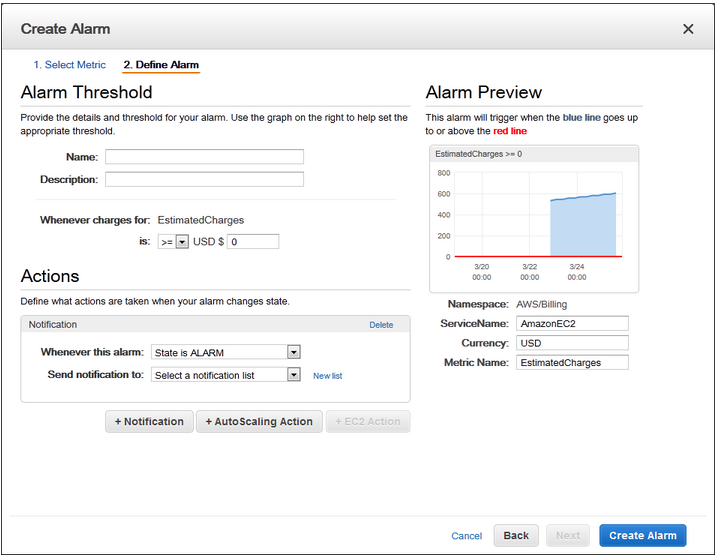 Create Alarm
1. Select Metric 2. Define Alarm
Alarm Threshold
Provide the details and threshold for your alarm. Use the graph on the right to help set the
appropriate threshold.
Name:
Description:
Whenever charges for: EstimatedCharges
is: >= USD $ 0
Actions
Define what actions are taken when your alarm changes state.
Notification Delete
Whenever this alarm: State is ALARM
Send notification to: Select a notification list New list
+ Notification + AutoScaling Action + EC2 Action
Alarm Preview
This alarm will trigger when the blue line goes up
to or above the red line
EstimatedCharges >= 0
800
600
400
200
0
3/20 3/22 3/24
00:00 00:00 00:00
Namespace: AWS/Billing
ServiceName: AmazonEC2
Currency: USD
Metric Name: EstimatedCharges
Cancel Back Next Create Alarm